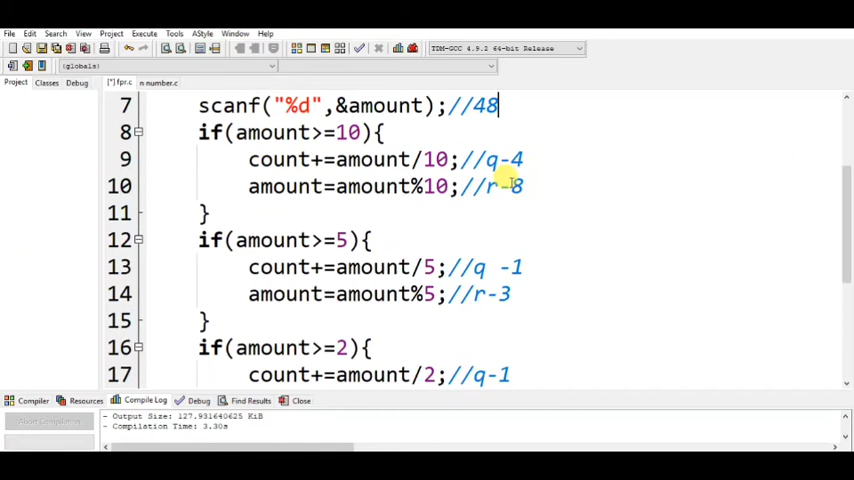 File Edit Search View Project Execute Tools AStyle Window Help
TDM-GCC 4.9.2 64-bit Release
(globals)
Project Classes Debug [*] fpr.c n number.c
7 scanf("%d",&amount);//48
8 if(amount>=10){
9 count+=amount/10;//q-4
10 amount=amount%10;//r-8
11 }
12 if(amount>=5){
13 count+=amount/5;//q -1
14 amount=amount%5;//r-3
15 }
16 if(amount>=2){
17 count+=amount/2;//q-1
Compiler Resources Compile Log Debug Find Results Close
Abort Compilation
- Output Size: 127.931640625 KiB
- Compilation Time: 3.30s